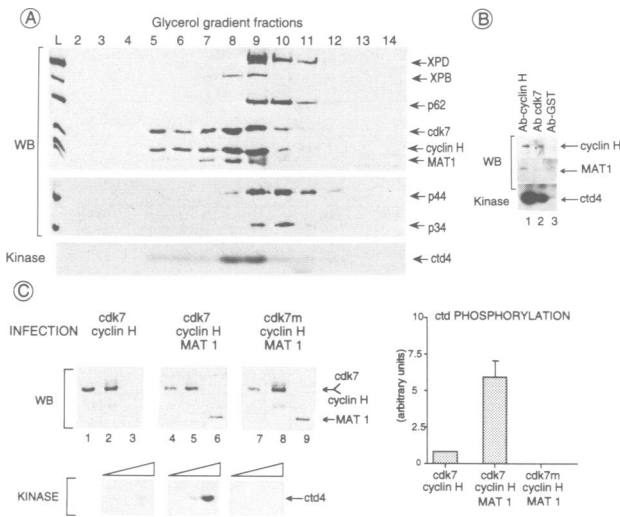 A
Glycerol gradient fractions
L 2 3 4 5 6 7 8 9 10 11 12 13 14
XPD
XPB
p62
WB
cdk7
cyclin H
MAT1
p44
p34
Kinase
ctd4
B
Ab-cyclin H
Ab cdk7
Ab-GST
WB
cyclin H
MAT1
Kinase
ctd4
1 2 3
C
INFECTION
cdk7
cyclin H
cdk7
cyclin H
MAT 1
cdk7m
cyclin H
MAT 1
WB
cdk7
cyclin H
MAT 1
1 2 3 4 5 6 7 8 9
KINASE
ctd4
ctd PHOSPHORYLATION
(arbitrary units)
10
7.5
5
2.5
0
cdk7
cyclin H
cdk7
cyclin H
MAT 1
cdk7m
cyclin H
MAT 1